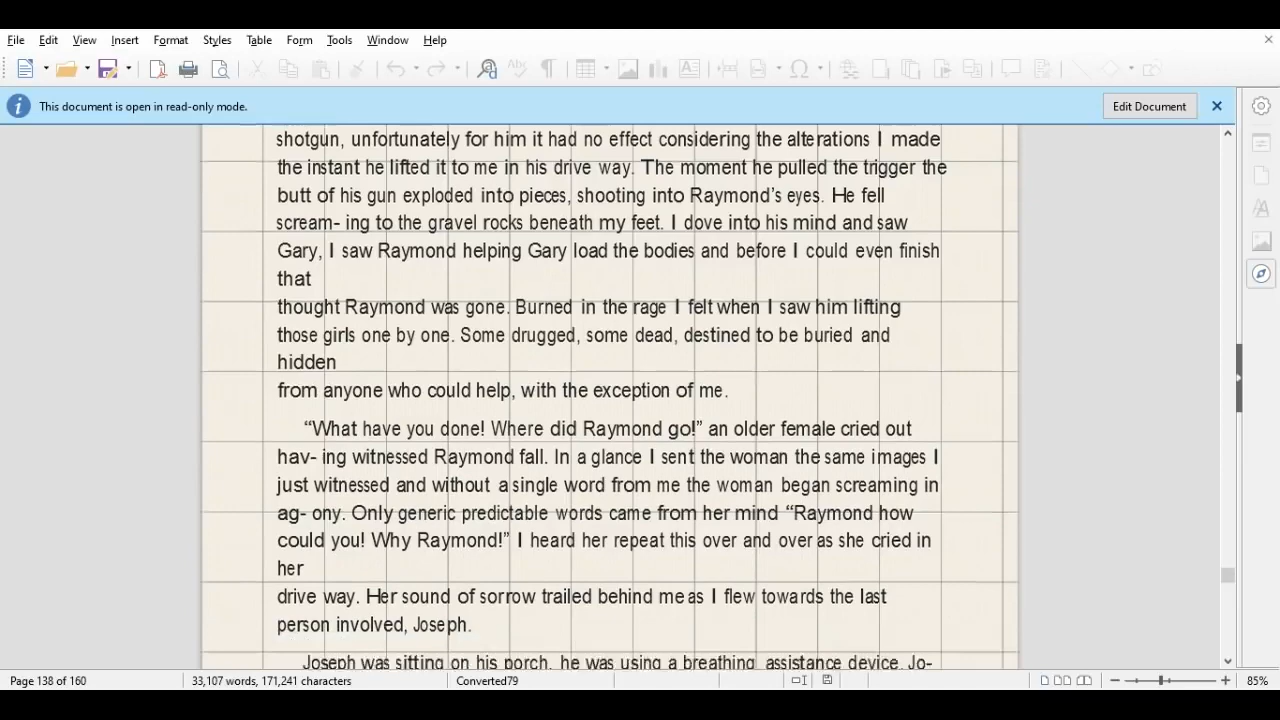 File Edit View Insert Format Styles Table Form Tools Window Help
This document is open in read-only mode. Edit Document
shotgun, unfortunately for him it had no effect considering the alterations I made
the instant he lifted it to me in his drive way. The moment he pulled the trigger the
butt of his gun exploded into pieces, shooting into Raymond's eyes. He fell
scream- ing to the gravel rocks beneath my feet. I dove into his mind and saw
Gary, I saw Raymond helping Gary load the bodies and before I could even finish
that
thought Raymond was gone. Burned in the rage I felt when I saw him lifting
those girls one by one. Some drugged, some dead, destined to be buried and
hidden
from anyone who could help, with the exception of me.
“What have you done! Where did Raymond go!” an older female cried out
hav- ing witnessed Raymond fall. In a glance I sent the woman the same images I
just witnessed and without a single word from me the woman began screaming in
ag- ony. Only generic predictable words came from her mind “Raymond how
could you! Why Raymond!” I heard her repeat this over and over as she cried in
her
drive way. Her sound of sorrow trailed behind me as I flew towards the last
person involved, Joseph.
Joseph was sitting on his porch, he was using a breathing assistance device. Jo-
Page 138 of 160 33,107 words, 171,241 characters Converted79 85%